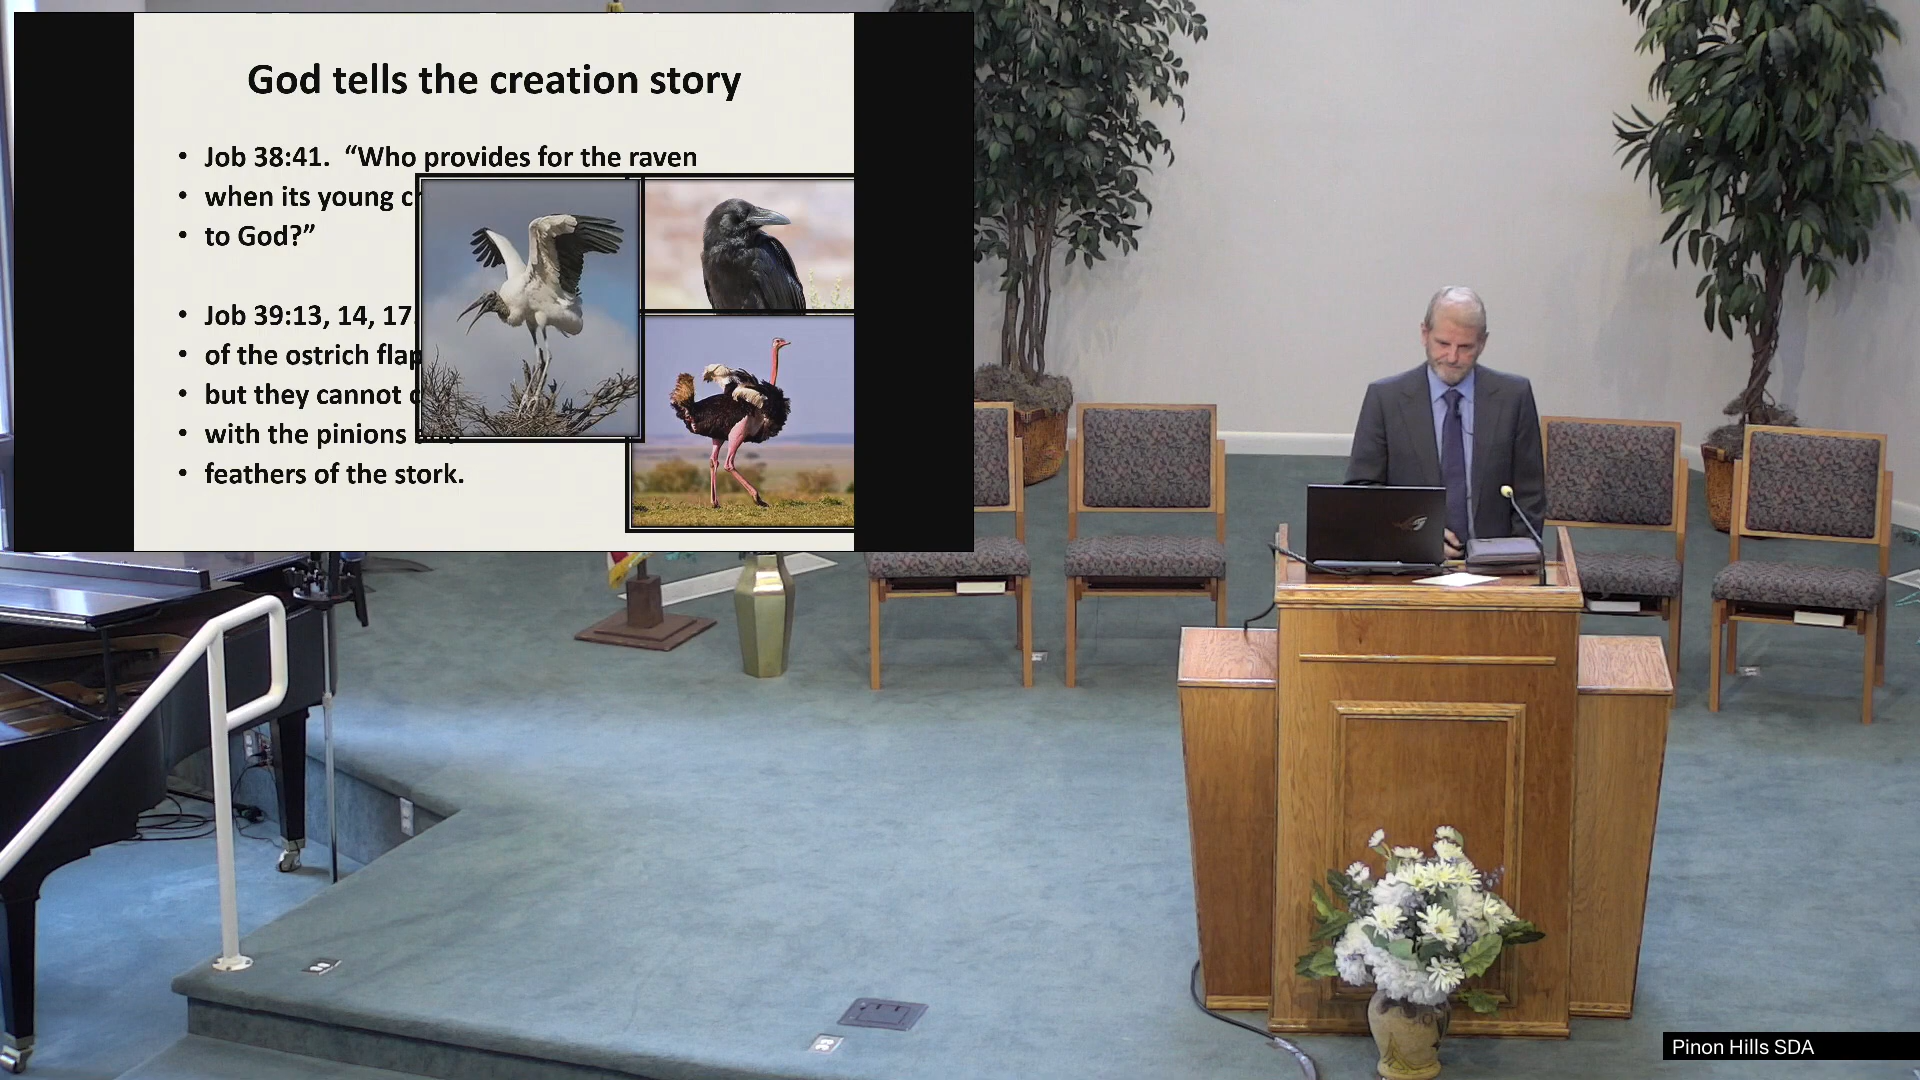 God tells the creation story
• Job 38:41. “Who provides for the raven
• when its young
• to God?”
• Job 39:13, 14, 17.
• of the ostrich flap
• but they cannot
• with the pinions
• feathers of the stork.
Pinon Hills SDA